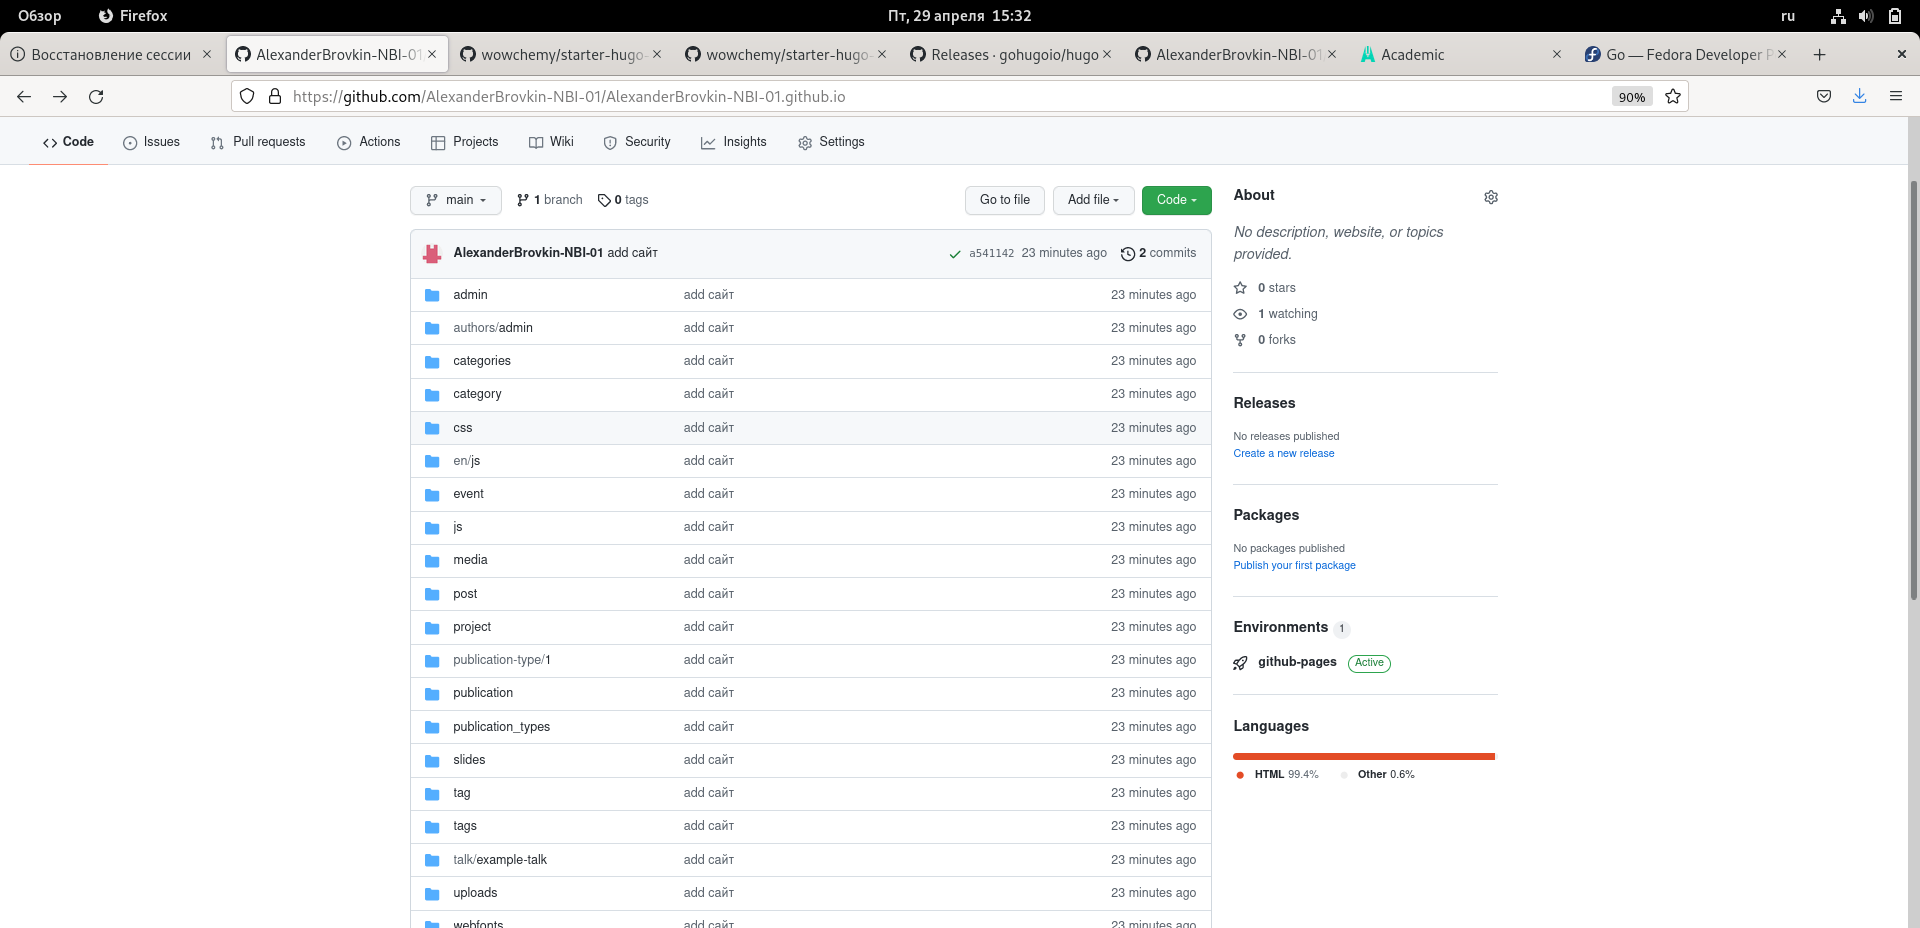 Обзор Firefox Пт, 29 апреля 15:32 ru
Восстановление сессии AlexanderBrovkin-NBI-01 wowchemy/starter-hugo- wowchemy/starter-hugo- Releases · gohugoio/hugo AlexanderBrovkin-NBI-01 Academic Go — Fedora Developer P
https://github.com/AlexanderBrovkin-NBI-01/AlexanderBrovkin-NBI-01.github.io 90%
Code Issues Pull requests Actions Projects Wiki Security Insights Settings
main 1 branch 0 tags Go to file Add file Code
AlexanderBrovkin-NBI-01 add сайт a541142 23 minutes ago 2 commits
admin add сайт 23 minutes ago
authors/admin add сайт 23 minutes ago
categories add сайт 23 minutes ago
category add сайт 23 minutes ago
css add сайт 23 minutes ago
en/js add сайт 23 minutes ago
event add сайт 23 minutes ago
js add сайт 23 minutes ago
media add сайт 23 minutes ago
post add сайт 23 minutes ago
project add сайт 23 minutes ago
publication-type/1 add сайт 23 minutes ago
publication add сайт 23 minutes ago
publication_types add сайт 23 minutes ago
slides add сайт 23 minutes ago
tag add сайт 23 minutes ago
tags add сайт 23 minutes ago
talk/example-talk add сайт 23 minutes ago
uploads add сайт 23 minutes ago
webfonts add сайт 23 minutes ago
About
No description, website, or topics
provided.
0 stars
1 watching
0 forks
Releases
No releases published
Create a new release
Packages
No packages published
Publish your first package
Environments 1
github-pages Active
Languages
HTML 99.4% Other 0.6%